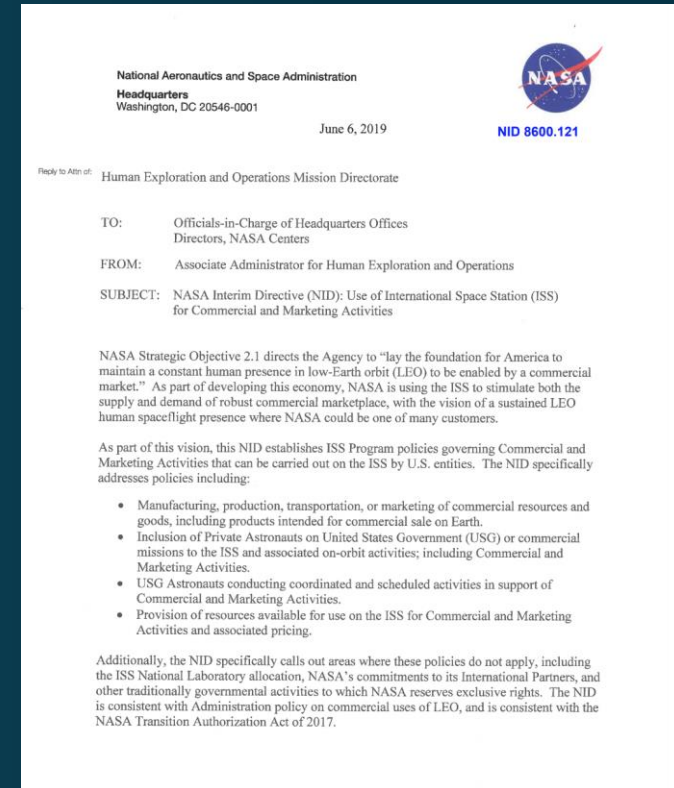 National Aeronautics and Space Administration
Headquarters
Washington, DC 20546-0001
NASA
June 6, 2019
NID 8600.121
Reply to Attn of:
Human Exploration and Operations Mission Directorate
TO: Officials-in-Charge of Headquarters Offices
Directors, NASA Centers
FROM: Associate Administrator for Human Exploration and Operations
SUBJECT: NASA Interim Directive (NID): Use of International Space Station (ISS)
for Commercial and Marketing Activities
NASA Strategic Objective 2.1 directs the Agency to “lay the foundation for America to
maintain a constant human presence in low-Earth orbit (LEO) to be enabled by a commercial
market.” As part of developing this economy, NASA is using the ISS to stimulate both the
supply and demand of robust commercial marketplace, with the vision of a sustained LEO
human spaceflight presence where NASA could be one of many customers.
As part of this vision, this NID establishes ISS Program policies governing Commercial and
Marketing Activities that can be carried out on the ISS by U.S. entities. The NID specifically
addresses policies including:
• Manufacturing, production, transportation, or marketing of commercial resources and
goods, including products intended for commercial sale on Earth.
• Inclusion of Private Astronauts on United States Government (USG) or commercial
missions to the ISS and associated on-orbit activities; including Commercial and
Marketing Activities.
• USG Astronauts conducting coordinated and scheduled activities in support of
Commercial and Marketing Activities.
• Provision of resources available for use on the ISS for Commercial and Marketing
Activities and associated pricing.
Additionally, the NID specifically calls out areas where these policies do not apply, including
the ISS National Laboratory allocation, NASA’s commitments to its International Partners, and
other traditionally governmental activities to which NASA reserves exclusive rights. The NID
is consistent with Administration policy on commercial uses of LEO, and is consistent with the
NASA Transition Authorization Act of 2017.